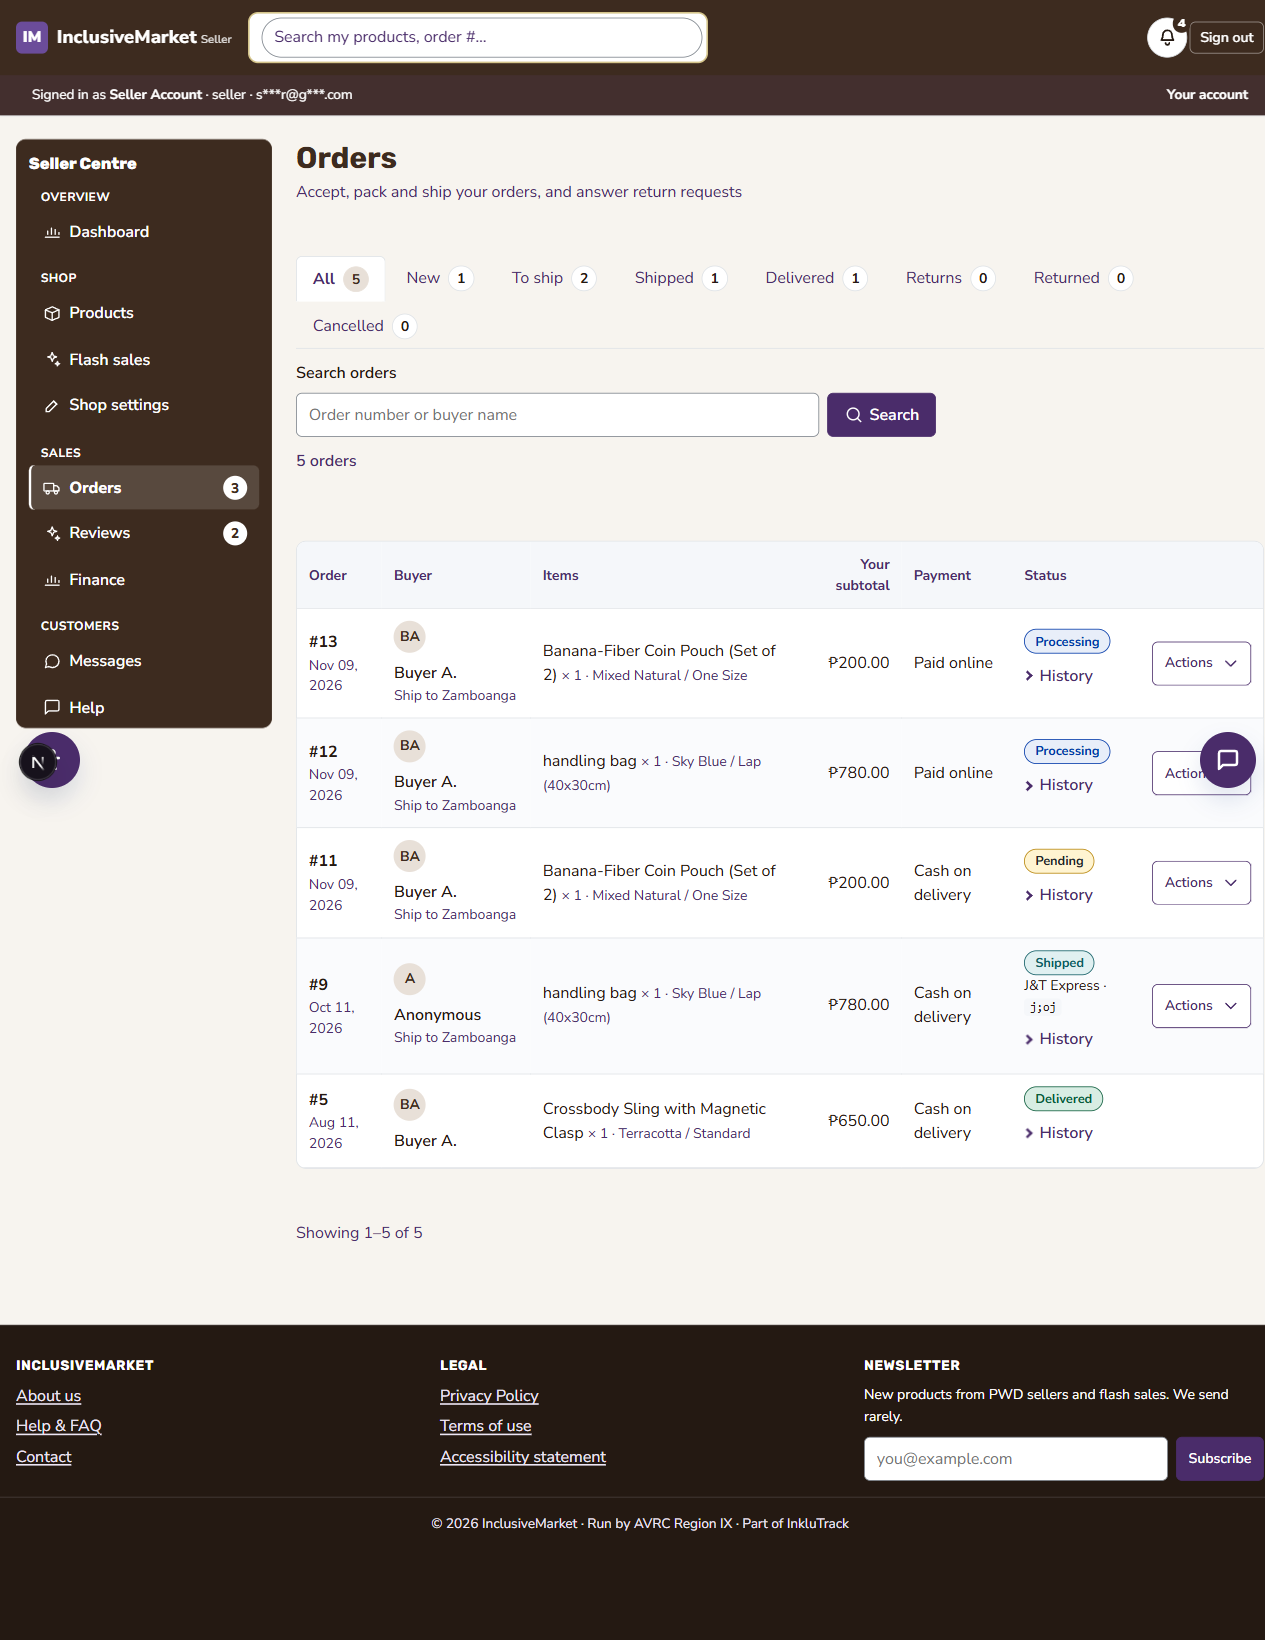 IM InclusiveMarket Seller
Search my products, order #...
4
Sign out
Signed in as Seller Account · seller · s***r@g***.com
Your account
Seller Centre
OVERVIEW
Dashboard
SHOP
Products
Flash sales
Shop settings
SALES
Orders 3
Reviews 2
Finance
CUSTOMERS
Messages
Help
N
Orders
Accept, pack and ship your orders, and answer return requests
All 5 New 1 To ship 2 Shipped 1 Delivered 1 Returns 0 Returned 0
Cancelled 0
Search orders
Order number or buyer name
Search
5 orders
Order Buyer Items Your subtotal Payment Status
#13
Nov 09,
2026
BA
Buyer A.
Ship to Zamboanga
Banana-Fiber Coin Pouch (Set of
2) × 1 · Mixed Natural / One Size
₱200.00
Paid online
Processing
History
Actions
#12
Nov 09,
2026
BA
Buyer A.
Ship to Zamboanga
handling bag × 1 · Sky Blue / Lap
(40x30cm)
₱780.00
Paid online
Processing
History
#11
Nov 09,
2026
BA
Buyer A.
Ship to Zamboanga
Banana-Fiber Coin Pouch (Set of
2) × 1 · Mixed Natural / One Size
₱200.00
Cash on
delivery
Pending
History
Actions
#9
Oct 11,
2026
A
Anonymous
Ship to Zamboanga
handling bag × 1 · Sky Blue / Lap
(40x30cm)
₱780.00
Cash on
delivery
Shipped
J&T Express ·
j;oj
History
Actions
#5
Aug 11,
2026
BA
Buyer A.
Crossbody Sling with Magnetic
Clasp × 1 · Terracotta / Standard
₱650.00
Cash on
delivery
Delivered
History
Showing 1–5 of 5
INCLUSIVEMARKET
About us
Help & FAQ
Contact
LEGAL
Privacy Policy
Terms of use
Accessibility statement
NEWSLETTER
New products from PWD sellers and flash sales. We send
rarely.
you@example.com
Subscribe
© 2026 InclusiveMarket · Run by AVRC Region IX · Part of InkluTrack